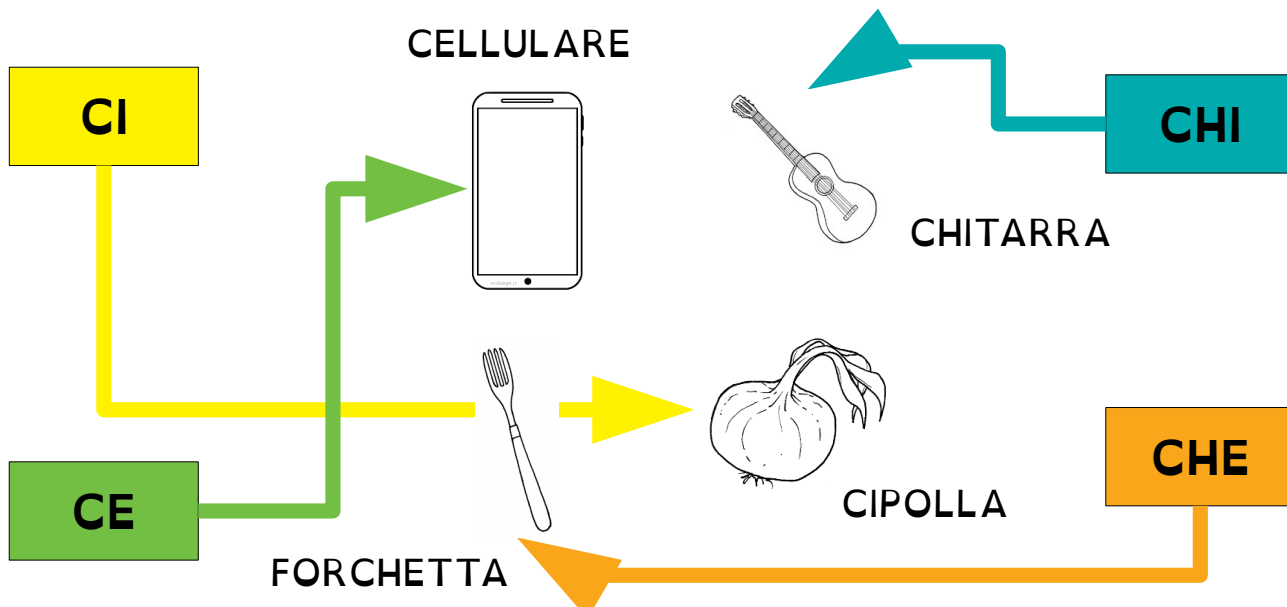 CELLULARE
CI
CHI
CHITARRA
CHE
CE
CIPOLLA
FORCHETTA